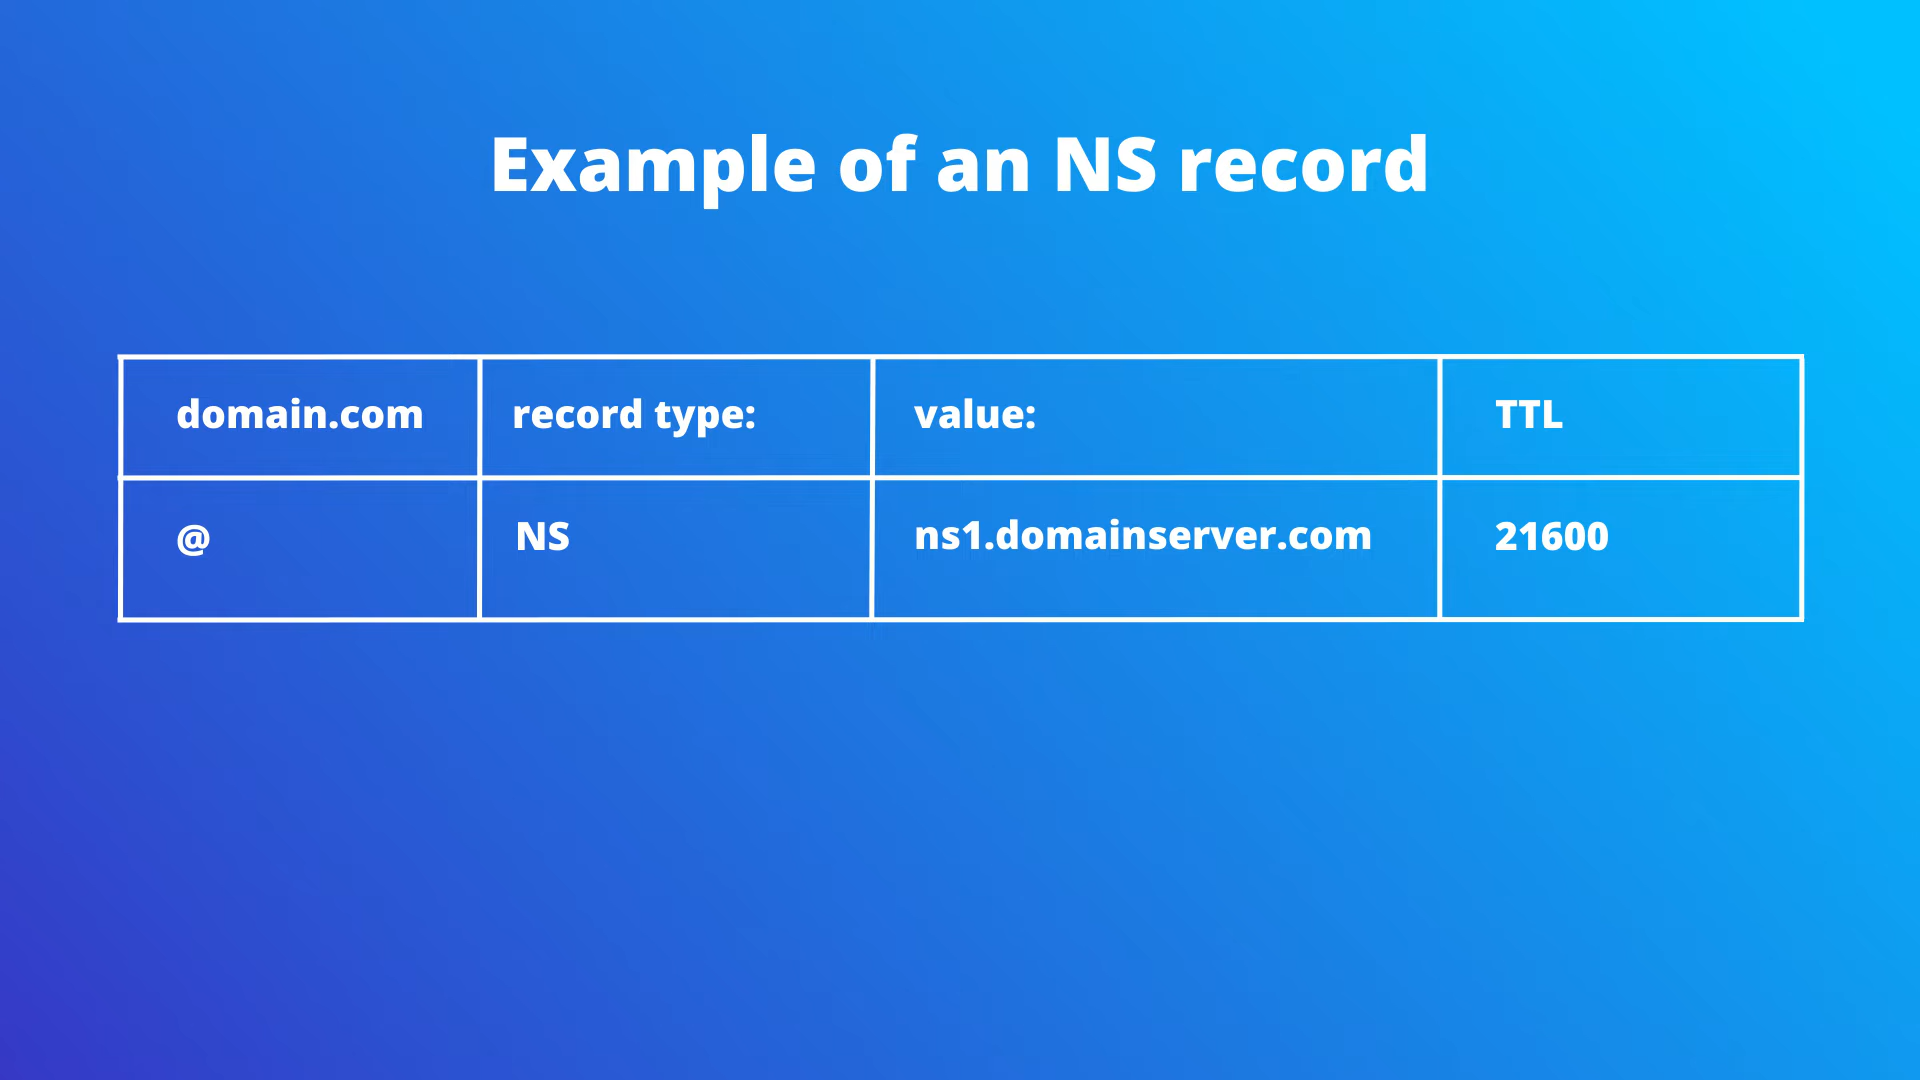 Example of an NS record
domain.com record type: value: TTL
@ NS ns1.domainserver.com 21600